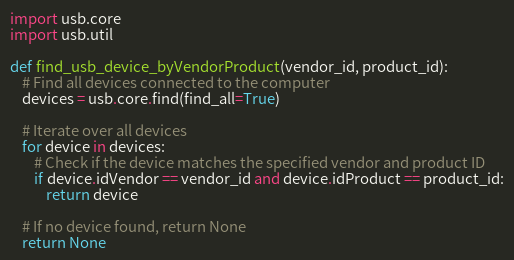 import usb.core
import usb.util

def find_usb_device_byVendorProduct(vendor_id, product_id):
    # Find all devices connected to the computer
    devices = usb.core.find(find_all=True)

    # Iterate over all devices
    for device in devices:
        # Check if the device matches the specified vendor and product ID
        if device.idVendor == vendor_id and device.idProduct == product_id:
            return device

    # If no device found, return None
    return None